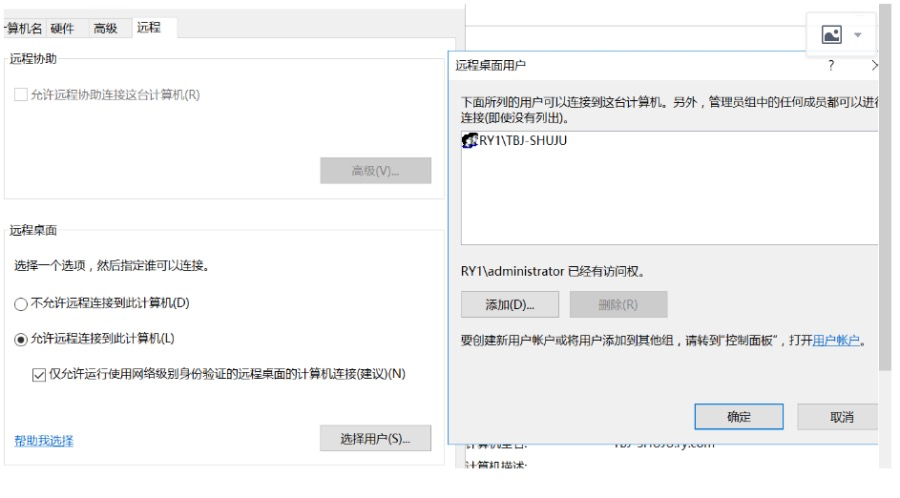 计算机名 硬件 高级 远程
远程协助
允许远程协助连接这台计算机(R)
高级(V)...
远程桌面
选择一个选项，然后指定谁可以连接。
不允许远程连接到此计算机(D)
允许远程连接到此计算机(L)
仅允许运行使用网络级别身份验证的远程桌面的计算机连接(建议)(N)
帮助我选择
选择用户(S)...
远程桌面用户
?
下面所列的用户可以连接到这台计算机。另外，管理员组中的任何成员都可以进行
连接(即使没有列出)。
RY1\TBJ-SHUJU
RY1\administrator 已经有访问权。
添加(D)...
删除(R)
要创建新用户帐户或将用户添加到其他组，请转到"控制面板"，打开用户帐户。
确定
取消
计算机全名:
TBJ-SHUJU.ry.com
计算机描述: